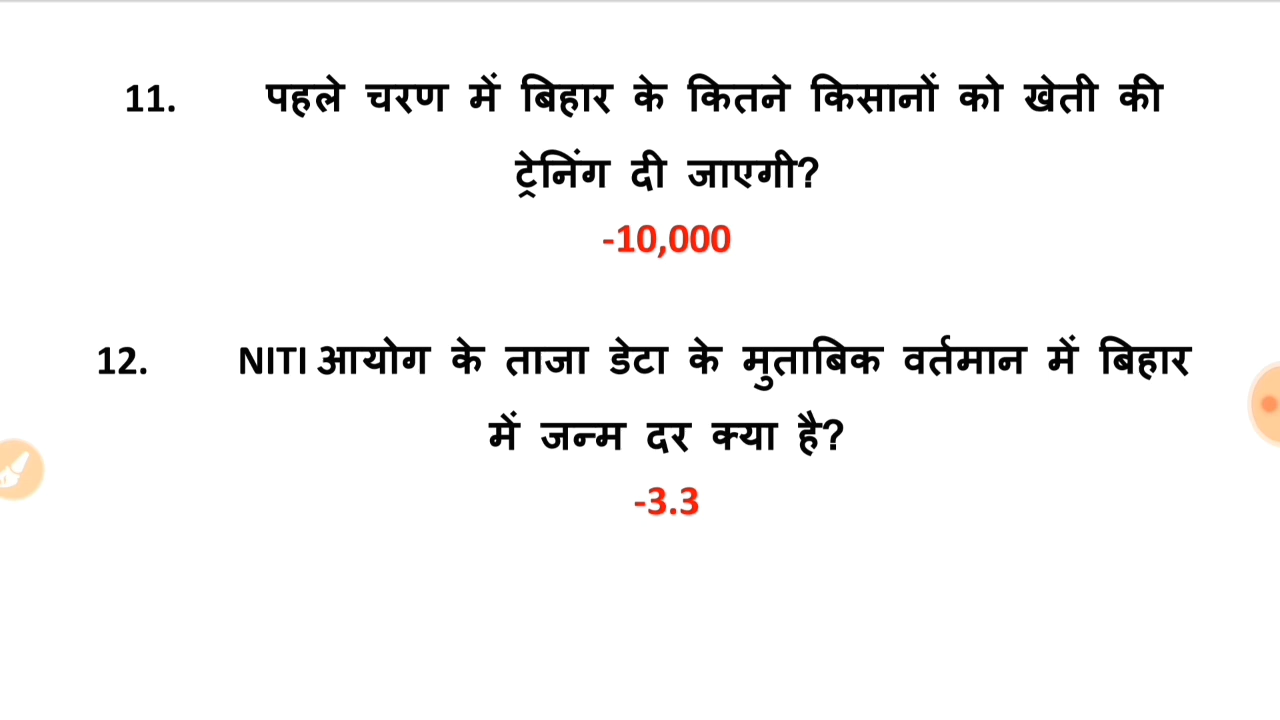 11. पहले चरण में बिहार के कितने किसानों को खेती की
ट्रेनिंग दी जाएगी?
-10,000
12. NITI आयोग के ताजा डेटा के मुताबिक वर्तमान में बिहार
में जन्म दर क्या है?
-3.3